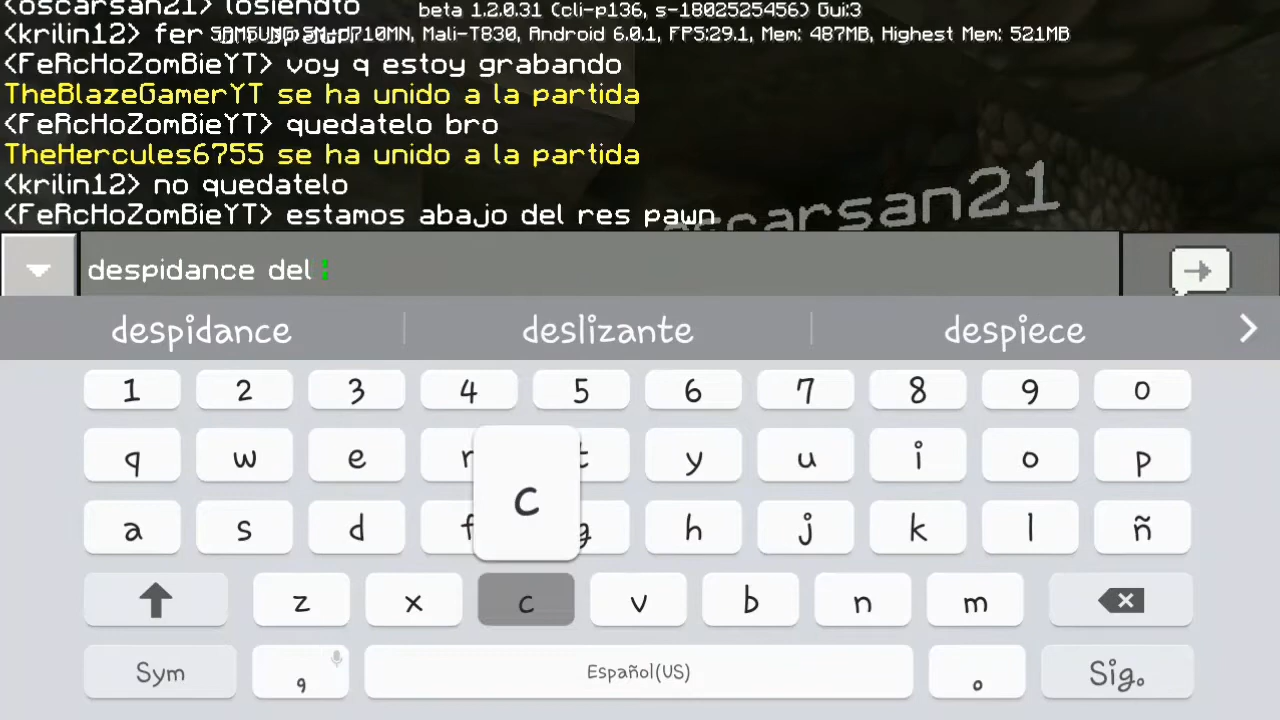 <oscarsan21> losiendto
beta 1.2.0.31 (cli-p136, s-1802525456) Gui:3
<krilin12> fer
SAMSUNG SM-J710MN, Mali-T830, Android 6.0.1, FPS:29.1, Mem: 487MB, Highest Mem: 521MB
<FeRcHoZomBieYT> voy q estoy grabando
TheBlazeGamerYT se ha unido a la partida
<FeRcHoZomBieYT> quedatelo bro
TheHercules6755 se ha unido a la partida
<krilin12> no quedatelo
oscarsan21
<FeRcHoZomBieYT> estamos abajo del res pawn
despidance del
despidance deslizante despiece
1 2 3 4 5 6 7 8 9 0
q w e r t y u i o p
c
a s d f g h j k l ñ
z x c v b n m
Sym , Español(US) . Sig.